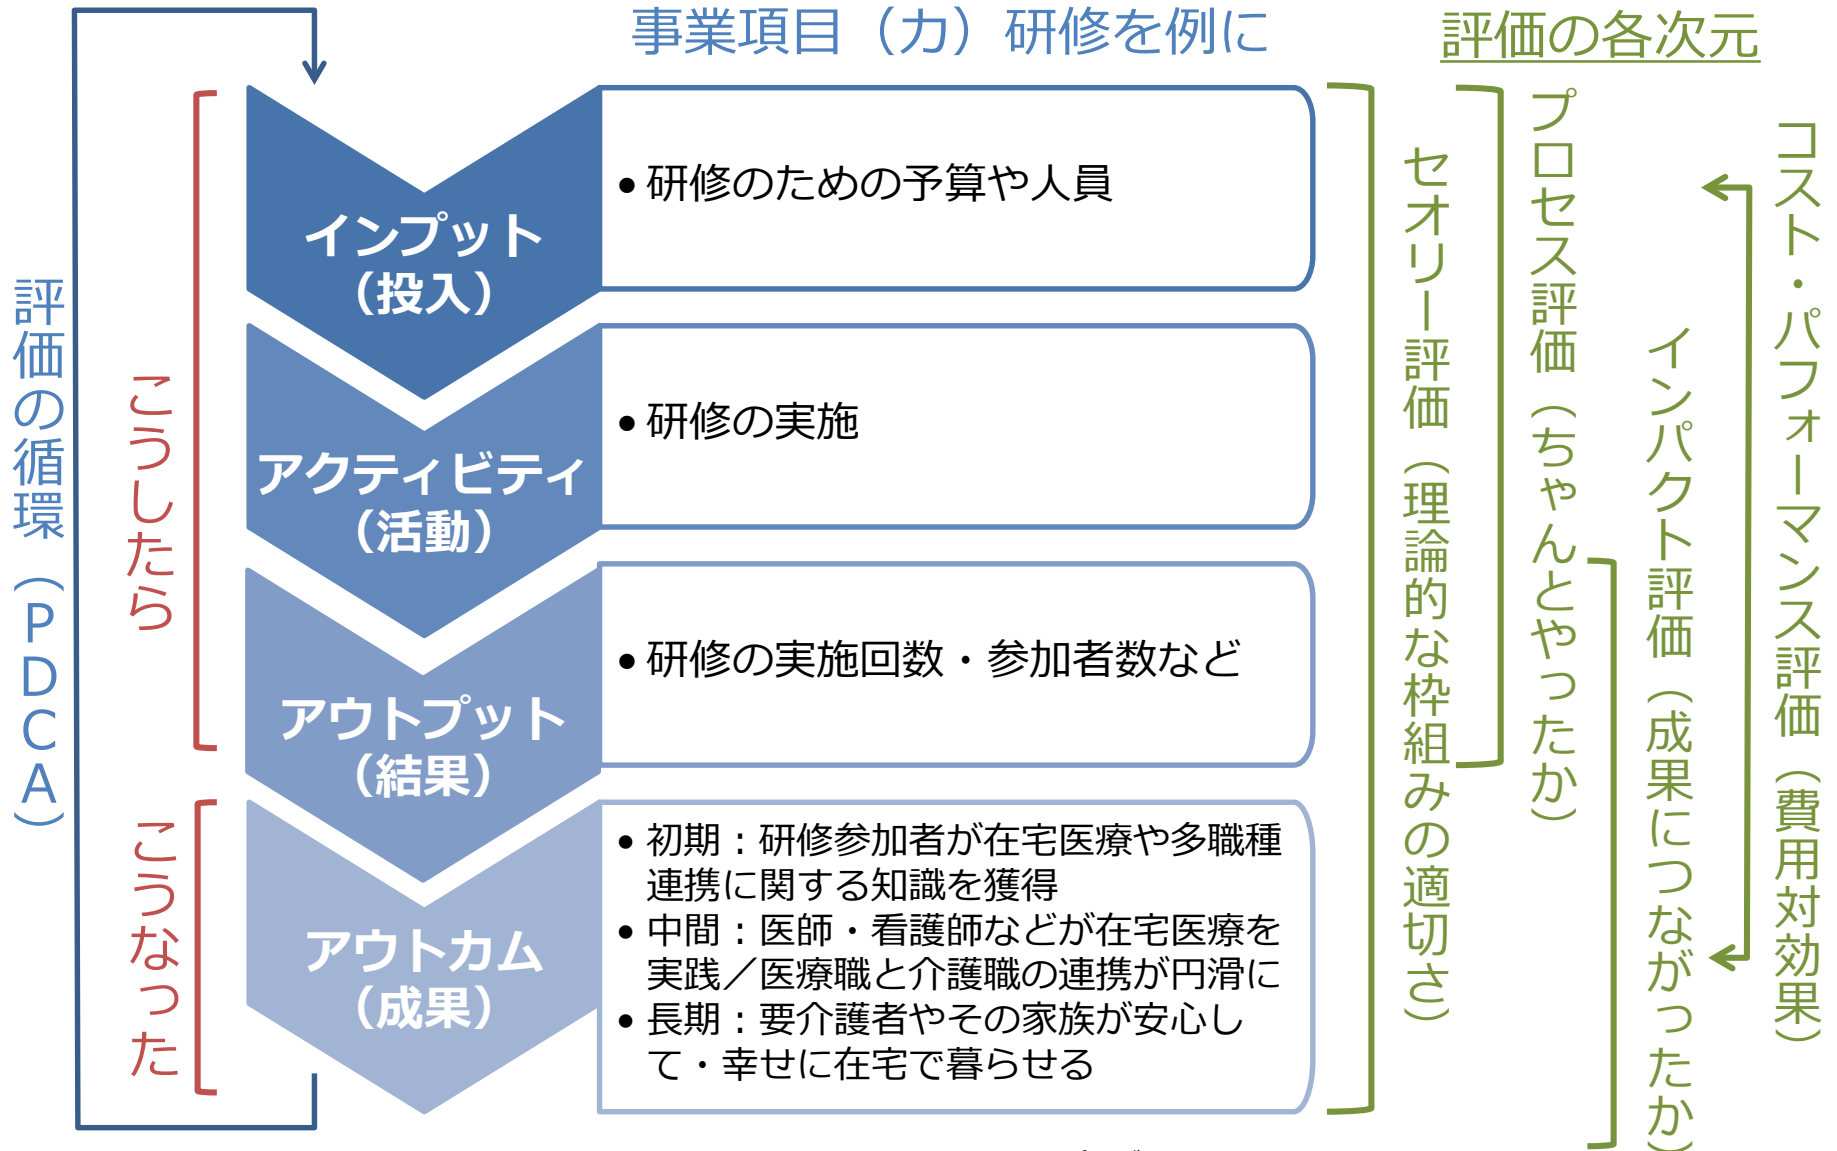 事業項目（カ）研修を例に
評価の各次元
評価の循環（ＰＤＣＡ）
こうしたら
こうなった
インプット
（投入）
• 研修のための予算や人員
アクティビティ
（活動）
• 研修の実施
アウトプット
（結果）
• 研修の実施回数・参加者数など
アウトカム
（成果）
• 初期：研修参加者が在宅医療や多職種
連携に関する知識を獲得
• 中間：医師・看護師などが在宅医療を
実践／医療職と介護職の連携が円滑に
• 長期：要介護者やその家族が安心し
て・幸せに在宅で暮らせる
セオリー評価（理論的な枠組みの適切さ）
プロセス評価（ちゃんとやったか）
インパクト評価（成果につながったか）
コスト・パフォーマンス評価（費用対効果）